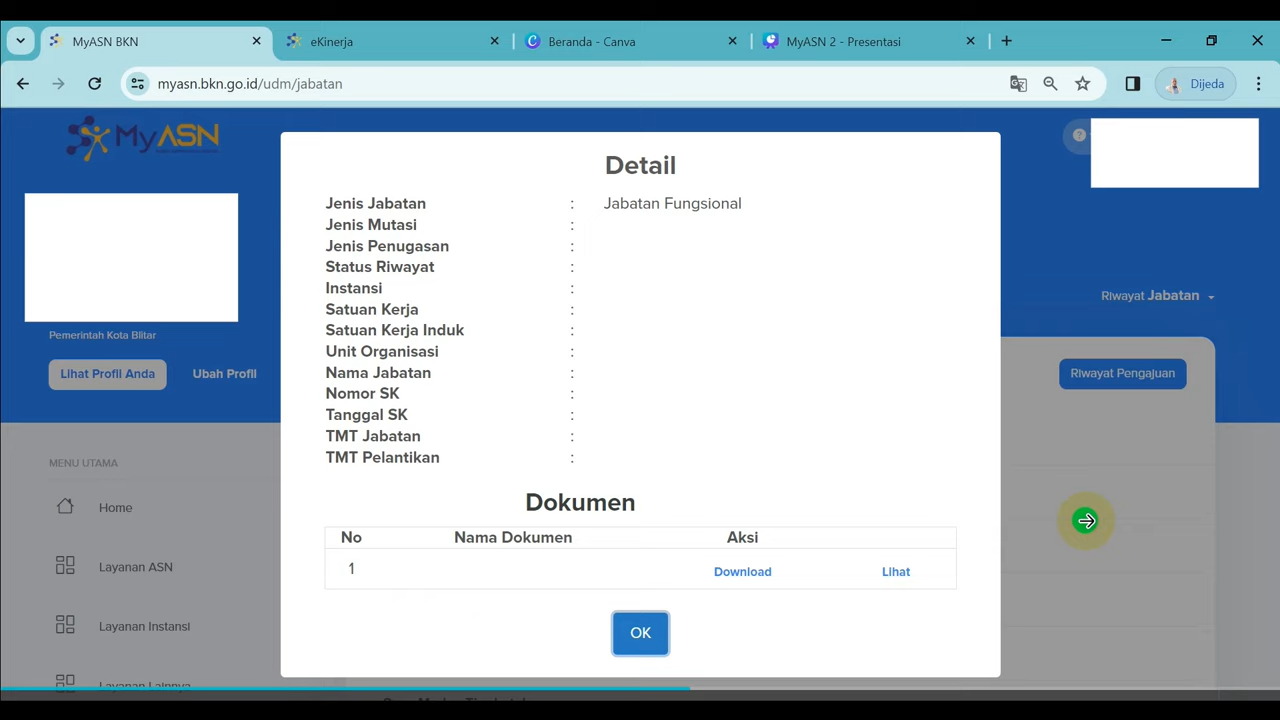 MyASN BKN
eKinerja
Beranda - Canva
MyASN 2 - Presentasi
myasn.bkn.go.id/udm/jabatan
Dijeda
MyASN
Detail
Jenis Jabatan : Jabatan Fungsional
Jenis Mutasi :
Jenis Penugasan :
Status Riwayat :
Instansi :
Satuan Kerja :
Satuan Kerja Induk :
Unit Organisasi :
Nama Jabatan :
Nomor SK :
Tanggal SK :
TMT Jabatan :
TMT Pelantikan :
Dokumen
No Nama Dokumen Aksi
1 Download Lihat
OK
Pemerintah Kota Blitar
Lihat Profil Anda Ubah Profil
Riwayat Jabatan
Riwayat Pengajuan
MENU UTAMA
Home
Layanan ASN
Layanan Instansi
Layanan Lainnya